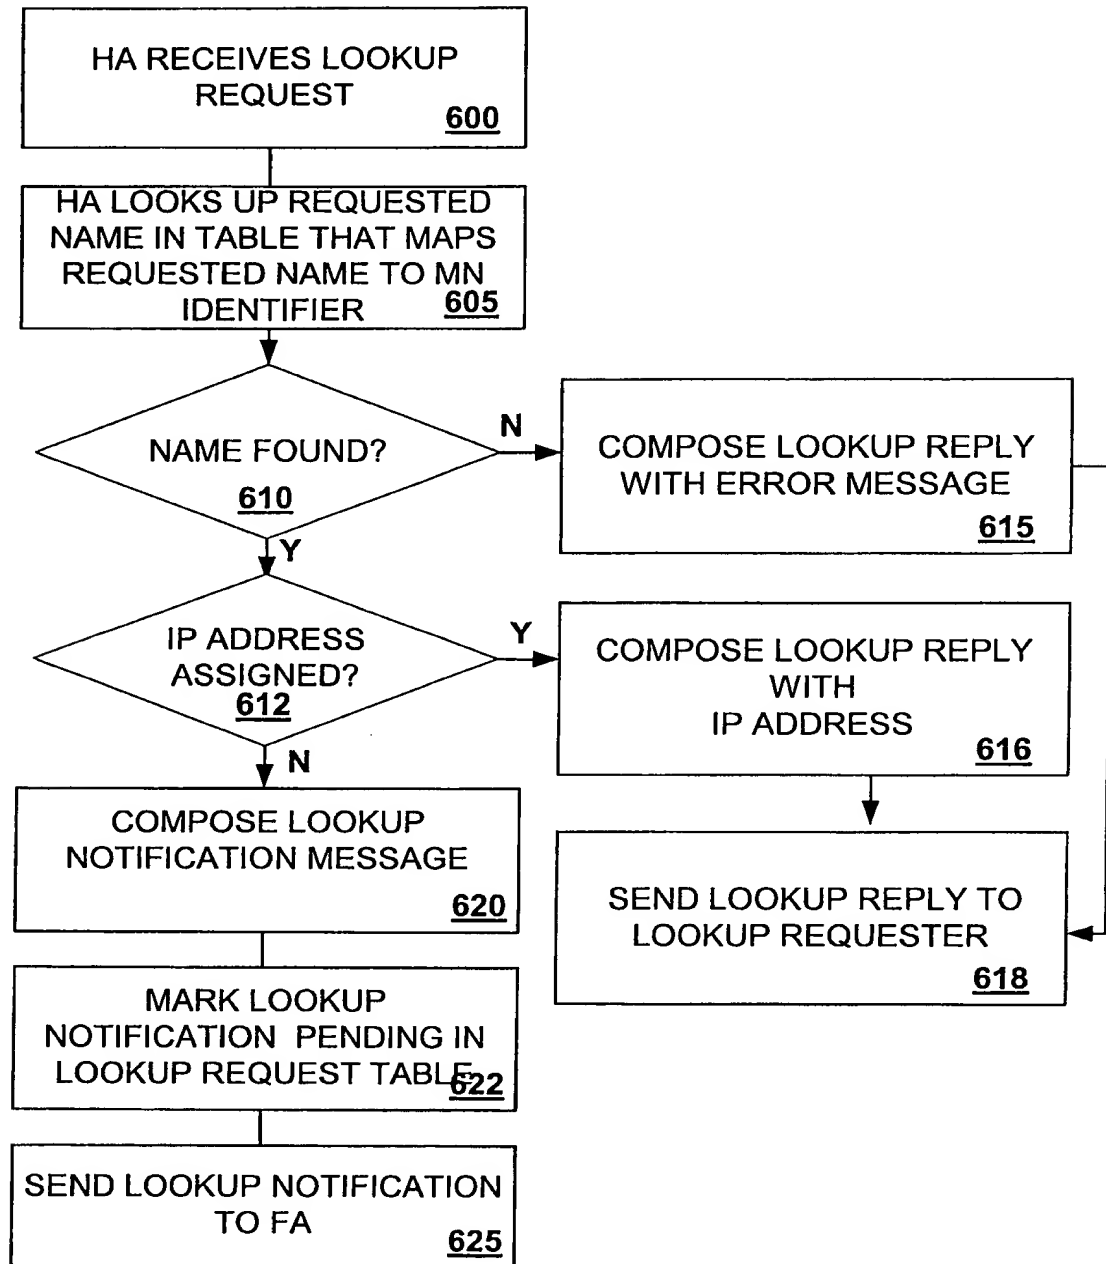 HA RECEIVES LOOKUP
REQUEST
600
HA LOOKS UP REQUESTED
NAME IN TABLE THAT MAPS
REQUESTED NAME TO MN
IDENTIFIER
605
NAME FOUND?
610
N
COMPOSE LOOKUP REPLY
WITH ERROR MESSAGE
615
Y
IP ADDRESS
ASSIGNED?
612
Y
COMPOSE LOOKUP REPLY
WITH
IP ADDRESS
616
N
COMPOSE LOOKUP
NOTIFICATION MESSAGE
620
SEND LOOKUP REPLY TO
LOOKUP REQUESTER
618
MARK LOOKUP
NOTIFICATION PENDING IN
LOOKUP REQUEST TABLE
622
SEND LOOKUP NOTIFICATION
TO FA
625